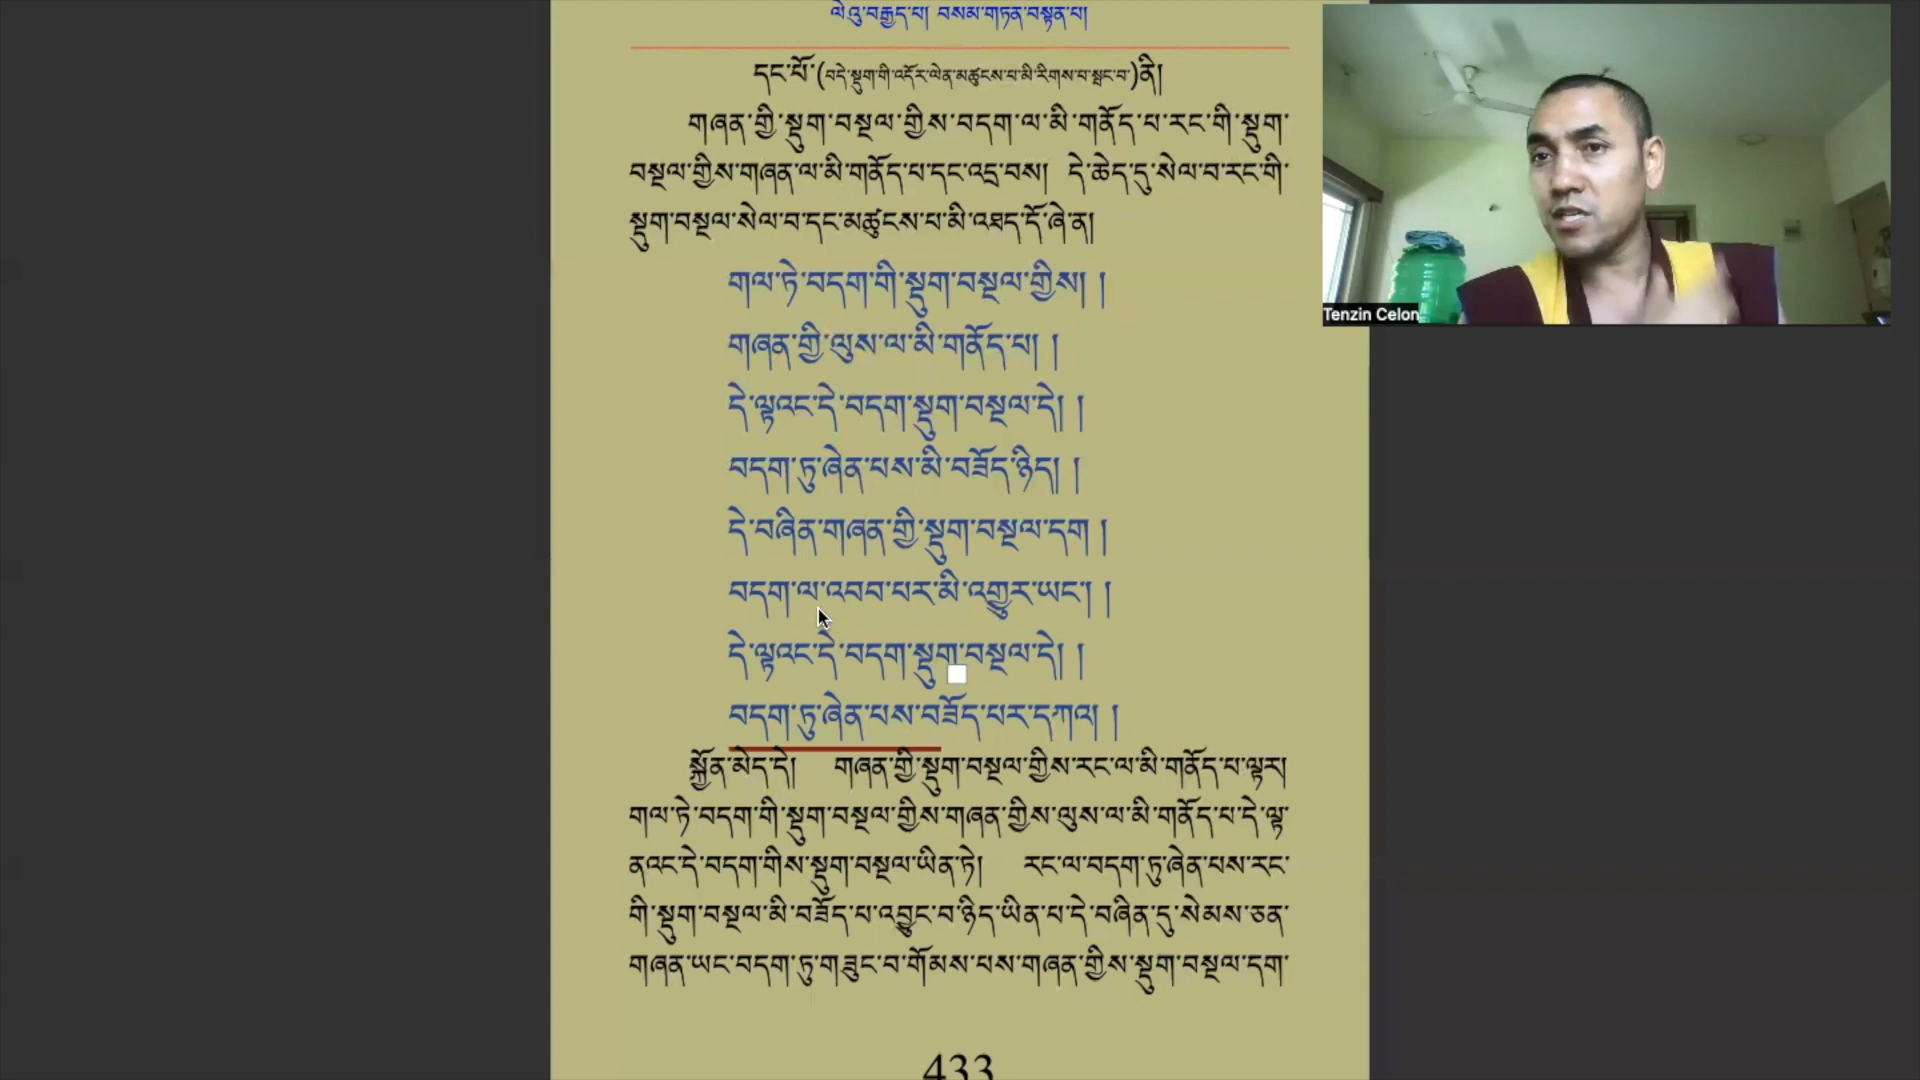 ལེའུ་བརྒྱད་པ། བསམ་གཏན་བསྟན་པ།
དང་པོ་(བདེ་སྡུག་གི་འདོར་ལེན་མཚུངས་པ་མི་རིགས་པ་སྤང་བ་)ནི།
གཞན་གྱི་སྡུག་བསྔལ་གྱིས་བདག་ལ་མི་གནོད་པ་རང་གི་སྡུག་
བསྔལ་གྱིས་གཞན་ལ་མི་གནོད་པ་དང་འདྲ་བས། དེ་ཆེད་དུ་སེལ་བ་རང་གི་
སྡུག་བསྔལ་སེལ་བ་དང་མཚུངས་པ་མི་འཐད་དོ་ཞེ་ན།
གལ་ཏེ་བདག་གི་སྡུག་བསྔལ་གྱིས། །
གཞན་གྱི་ལུས་ལ་མི་གནོད་པ། །
དེ་ལྟའང་དེ་བདག་སྡུག་བསྔལ་དེ། །
བདག་ཏུ་ཞེན་པས་མི་བཟོད་ཉིད། །
དེ་བཞིན་གཞན་གྱི་སྡུག་བསྔལ་དག །
བདག་ལ་འབབ་པར་མི་འགྱུར་ཡང་། །
དེ་ལྟའང་དེ་བདག་སྡུག་བསྔལ་དེ། །
བདག་ཏུ་ཞེན་པས་བཟོད་པར་དཀའ། །
སྐྱོན་མེད་དེ། གཞན་གྱི་སྡུག་བསྔལ་གྱིས་རང་ལ་མི་གནོད་པ་ལྟར།
གལ་ཏེ་བདག་གི་སྡུག་བསྔལ་གྱིས་གཞན་གྱིས་ལུས་ལ་མི་གནོད་པ་དེ་ལྟ་
ནའང་དེ་བདག་གིས་སྡུག་བསྔལ་ཡིན་ཏེ། རང་ལ་བདག་ཏུ་ཞེན་པས་རང་
གི་སྡུག་བསྔལ་མི་བཟོད་པ་འབྱུང་བ་ཉིད་ཡིན་པ་དེ་བཞིན་དུ་སེམས་ཅན་
གཞན་ཡང་བདག་ཏུ་གཟུང་བ་གོམས་པས་གཞན་གྱིས་སྡུག་བསྔལ་དག་
433
Tenzin Celon